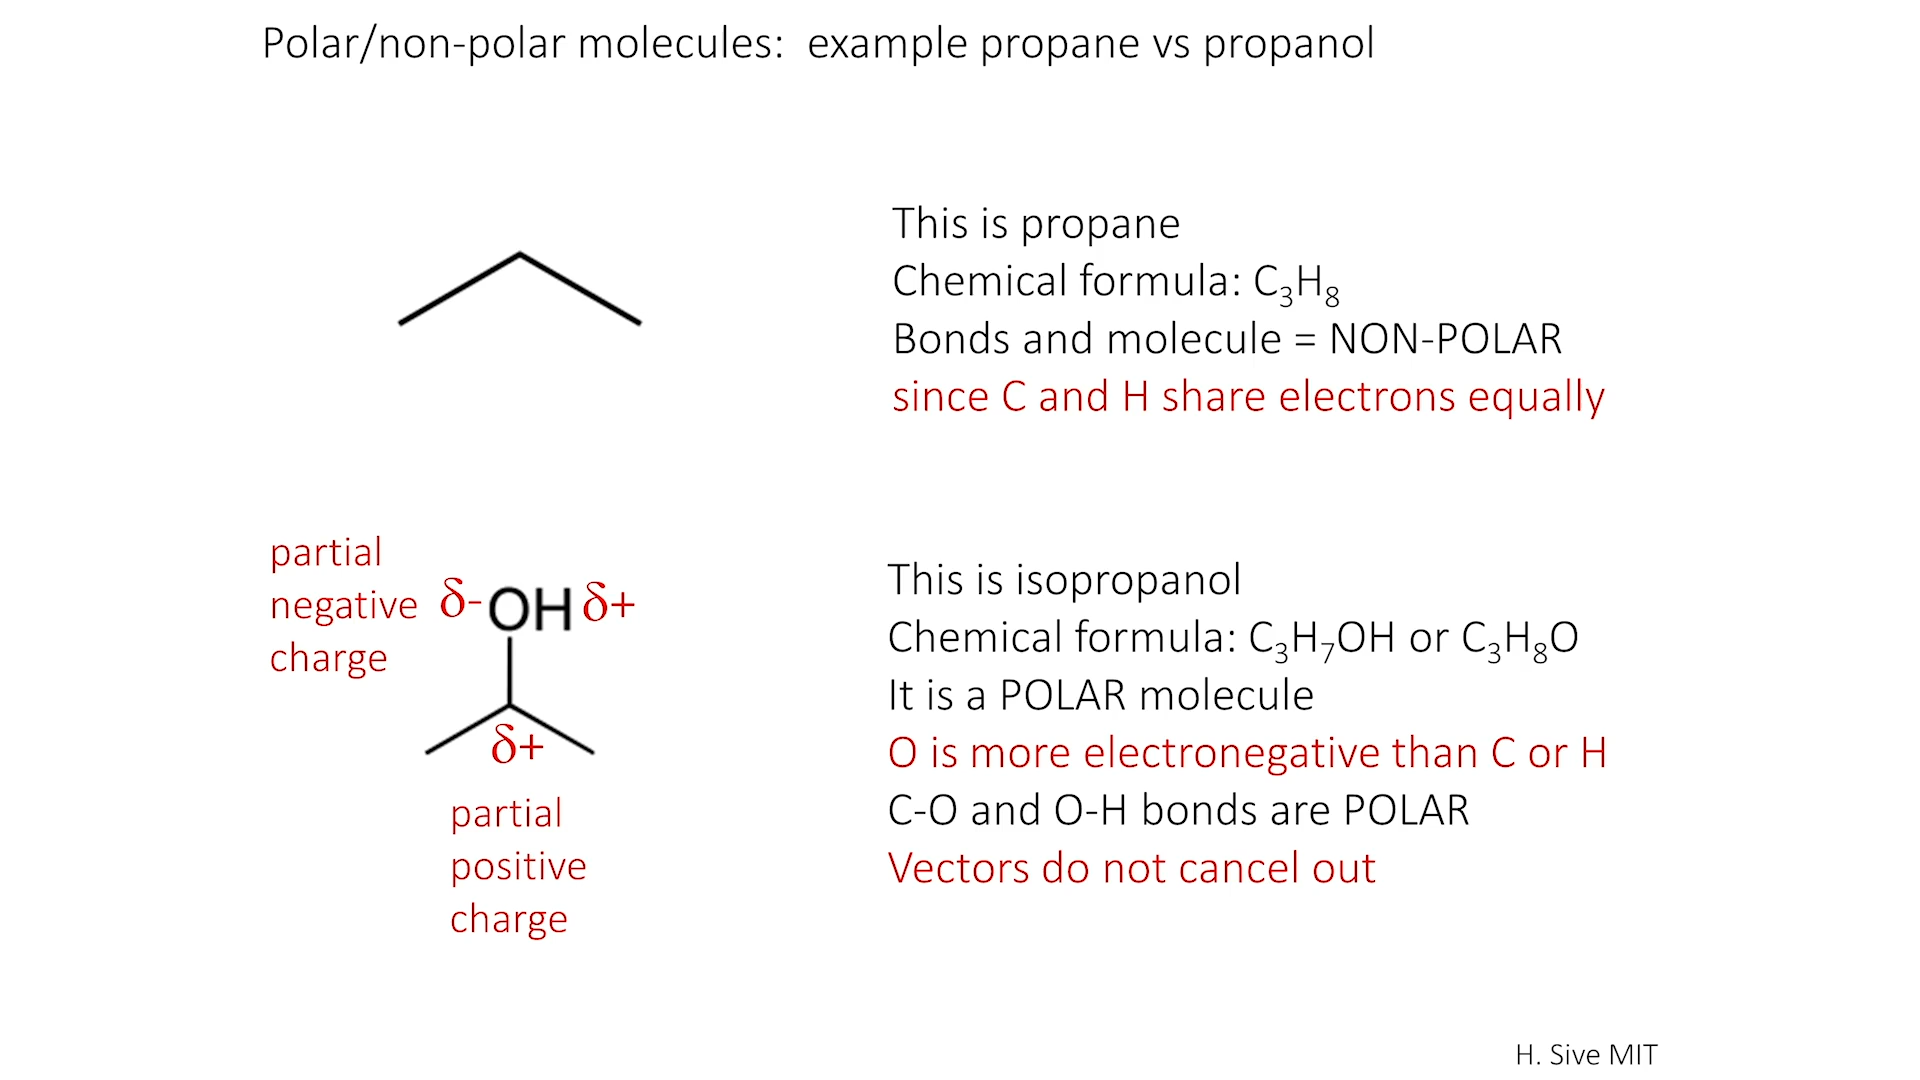 Polar/non-polar molecules: example propane vs propanol
This is propane
Chemical formula: C₃H₈
Bonds and molecule = NON-POLAR
since C and H share electrons equally
partial
negative
charge
δ- OH δ+
δ+
partial
positive
charge
This is isopropanol
Chemical formula: C₃H₇OH or C₃H₈O
It is a POLAR molecule
O is more electronegative than C or H
C-O and O-H bonds are POLAR
Vectors do not cancel out
H. Sive MIT